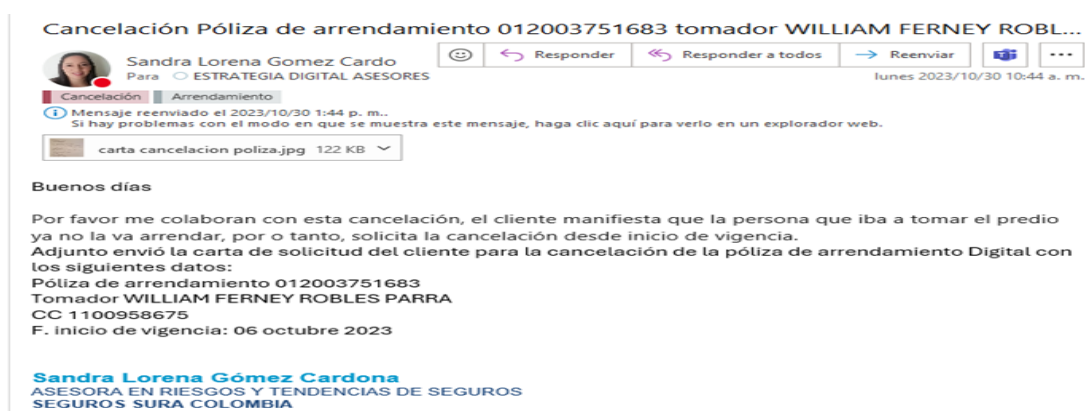 Cancelación Póliza de arrendamiento 012003751683 tomador WILLIAM FERNEY ROBL...
Sandra Lorena Gomez Cardo
Responder
Responder a todos
Reenviar
Para ESTRATEGIA DIGITAL ASESORES
lunes 2023/10/30 10:44 a. m.
Cancelación Arrendamiento
Mensaje reenviado el 2023/10/30 1:44 p. m..
Si hay problemas con el modo en que se muestra este mensaje, haga clic aquí para verlo en un explorador web.
carta cancelacion poliza.jpg 122 KB
Buenos días
Por favor me colaboran con esta cancelación, el cliente manifiesta que la persona que iba a tomar el predio
ya no la va arrendar, por o tanto, solicita la cancelación desde inicio de vigencia.
Adjunto envió la carta de solicitud del cliente para la cancelación de la póliza de arrendamiento Digital con
los siguientes datos:
Póliza de arrendamiento 012003751683
Tomador WILLIAM FERNEY ROBLES PARRA
CC 1100958675
F. inicio de vigencia: 06 octubre 2023
Sandra Lorena Gómez Cardona
ASESORA EN RIESGOS Y TENDENCIAS DE SEGUROS
SEGUROS SURA COLOMBIA